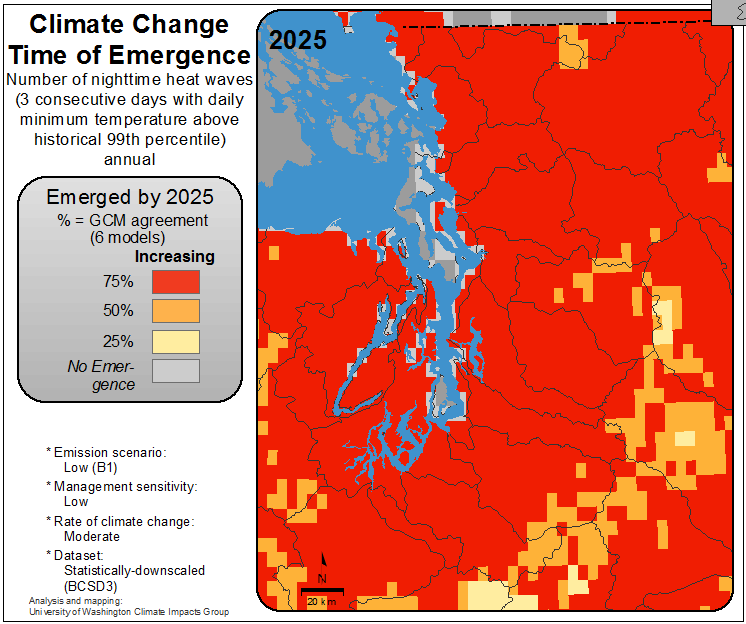 Climate Change
Time of Emergence
Number of nighttime heat waves
(3 consecutive days with daily
minimum temperature above
historical 99th percentile)
annual
Emerged by 2025
% = GCM agreement
(6 models)
Increasing
75%
50%
25%
No Emer-
gence
* Emission scenario:
Low (B1)
* Management sensitivity:
Low
* Rate of climate change:
Moderate
* Dataset:
Statistically-downscaled
(BCSD3)
Analysis and mapping:
University of Washington Climate Impacts Group
2025
N
20 km